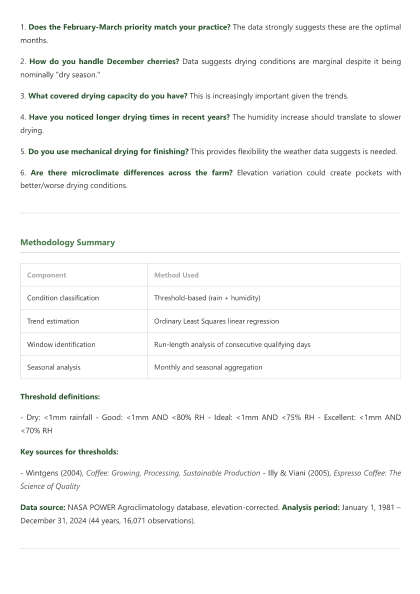 1. Does the February-March priority match your practice? The data strongly suggests these are the optimal
months.
2. How do you handle December cherries? Data suggests drying conditions are marginal despite it being
nominally "dry season."
3. What covered drying capacity do you have? This is increasingly important given the trends.
4. Have you noticed longer drying times in recent years? The humidity increase should translate to slower
drying.
5. Do you use mechanical drying for finishing? This provides flexibility the weather data suggests is needed.
6. Are there microclimate differences across the farm? Elevation variation could create pockets with
better/worse drying conditions.
Methodology Summary
Component Method Used
Condition classification Threshold-based (rain + humidity)
Trend estimation Ordinary Least Squares linear regression
Window identification Run-length analysis of consecutive qualifying days
Seasonal analysis Monthly and seasonal aggregation
Threshold definitions:
- Dry: <1mm rainfall - Good: <1mm AND <80% RH - Ideal: <1mm AND <75% RH - Excellent: <1mm AND
<70% RH
Key sources for thresholds:
- Wintgens (2004), Coffee: Growing, Processing, Sustainable Production - Illy & Viani (2005), Espresso Coffee: The
Science of Quality
Data source: NASA POWER Agroclimatology database, elevation-corrected. Analysis period: January 1, 1981 –
December 31, 2024 (44 years, 16,071 observations).